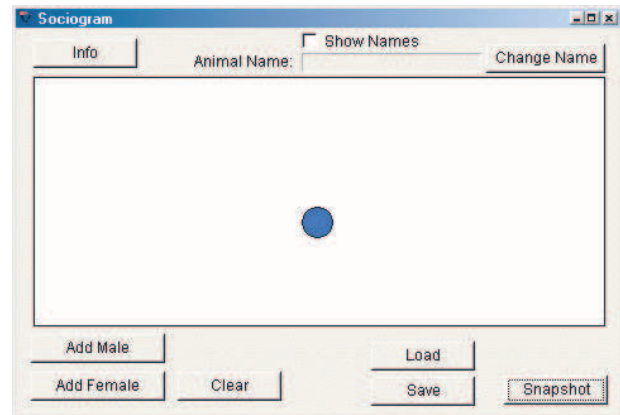 Sociogram
Show Names
Info
Animal Name:
Change Name
Add Male
Load
Add Female
Clear
Save
Snapshot